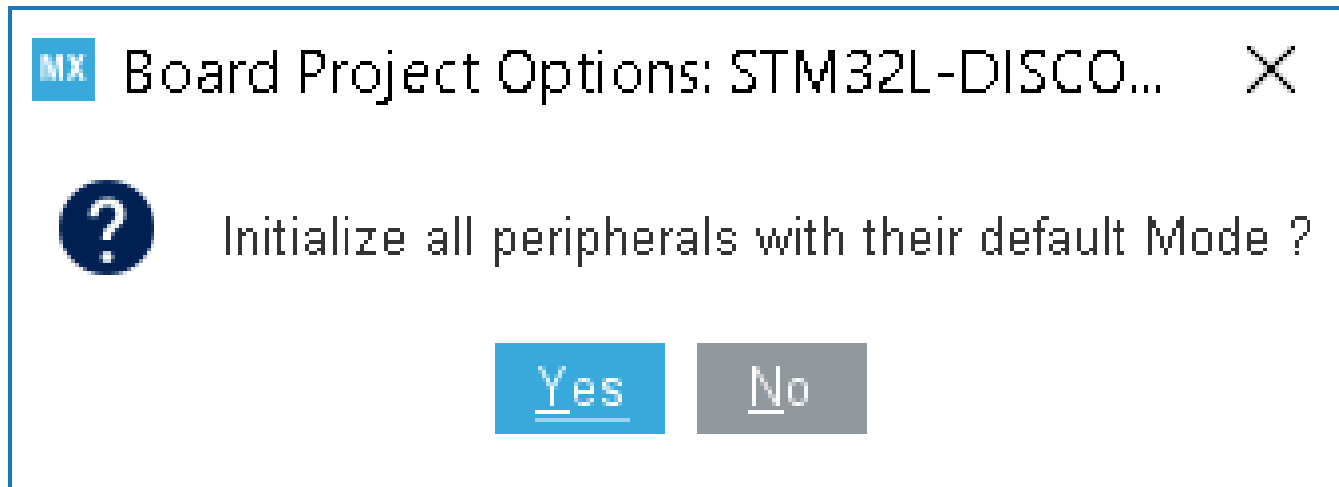 MX Board Project Options: STM32L-DISCO...
Initialize all peripherals with their default Mode ?
Yes No